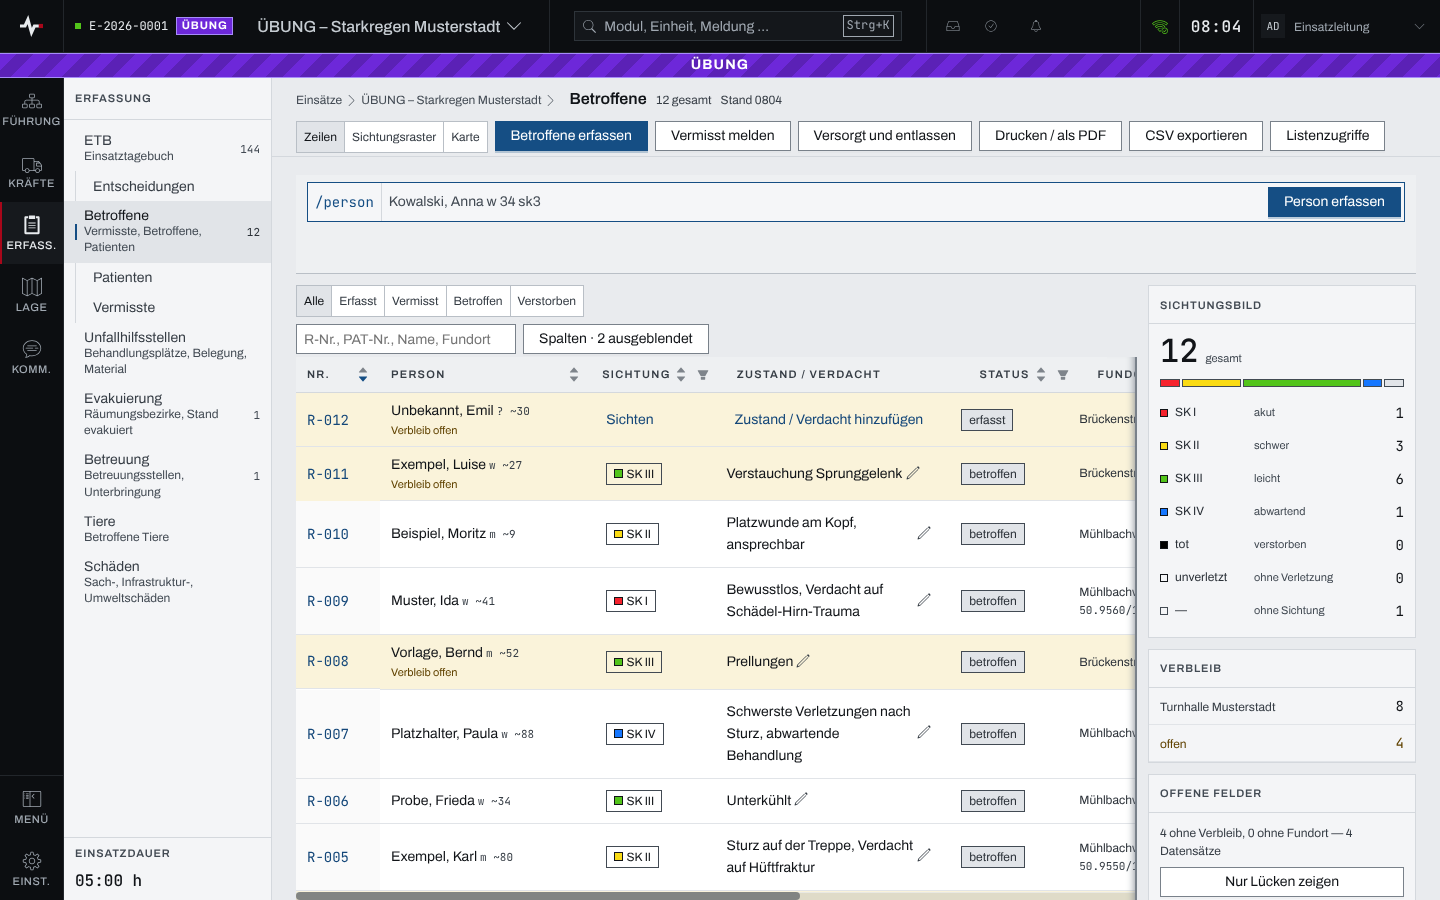 E-2026-0001 ÜBUNG ÜBUNG – Starkregen Musterstadt Modul, Einheit, Meldung ... Strg+K 08:04 AD Einsatzleitung
ÜBUNG
FÜHRUNG
KRÄFTE
ERFASS.
LAGE
KOMM.
MENÜ
EINST.
ERFASSUNG
ETB
Einsatztagebuch
144
Entscheidungen
Betroffene
Vermisste, Betroffene,
Patienten
12
Patienten
Vermisste
Unfallhilfsstellen
Behandlungsplätze, Belegung,
Material
Evakuierung
Räumungsbezirke, Stand
evakuiert
1
Betreuung
Betreuungsstellen,
Unterbringung
1
Tiere
Betroffene Tiere
Schäden
Sach-, Infrastruktur-,
Umweltschäden
EINSATZDAUER
05:00 h
Einsätze ÜBUNG – Starkregen Musterstadt Betroffene 12 gesamt Stand 0804
Zeilen Sichtungsraster Karte Betroffene erfassen Vermisst melden Versorgt und entlassen Drucken / als PDF CSV exportieren Listenzugriffe
/person Kowalski, Anna w 34 sk3 Person erfassen
Alle Erfasst Vermisst Betroffen Verstorben
R-Nr., PAT-Nr., Name, Fundort Spalten · 2 ausgeblendet
NR. PERSON SICHTUNG ZUSTAND / VERDACHT STATUS
R-012 Unbekannt, Emil ? ~30
Verbleib offen
Sichten Zustand / Verdacht hinzufügen erfasst
R-011 Exempel, Luise w ~27
Verbleib offen
SK III Verstauchung Sprunggelenk betroffen
R-010 Beispiel, Moritz m ~9 SK II Platzwunde am Kopf,
ansprechbar
betroffen
R-009 Muster, Ida w ~41 SK I Bewusstlos, Verdacht auf
Schädel-Hirn-Trauma
betroffen
R-008 Vorlage, Bernd m ~52
Verbleib offen
SK III Prellungen betroffen
R-007 Platzhalter, Paula w ~88 SK IV Schwerste Verletzungen nach
Sturz, abwartende
Behandlung
betroffen
R-006 Probe, Frieda w ~34 SK III Unterkühlt betroffen
R-005 Exempel, Karl m ~80 SK II Sturz auf der Treppe, Verdacht
auf Hüftfraktur
betroffen
SICHTUNGSBILD
12 gesamt
SK I akut 1
SK II schwer 3
SK III leicht 6
SK IV abwartend 1
tot verstorben 0
unverletzt ohne Verletzung 0
— ohne Sichtung 1
VERBLEIB
Turnhalle Musterstadt 8
offen 4
OFFENE FELDER
4 ohne Verbleib, 0 ohne Fundort — 4
Datensätze
Nur Lücken zeigen